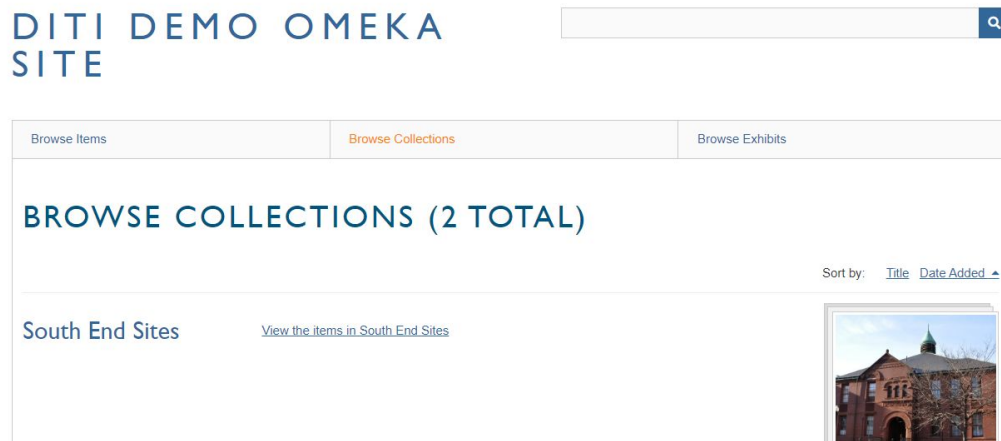 DITI DEMO OMEKA
SITE
Browse Items
Browse Collections
Browse Exhibits
BROWSE COLLECTIONS (2 TOTAL)
Sort by: Title Date Added
South End Sites
View the items in South End Sites